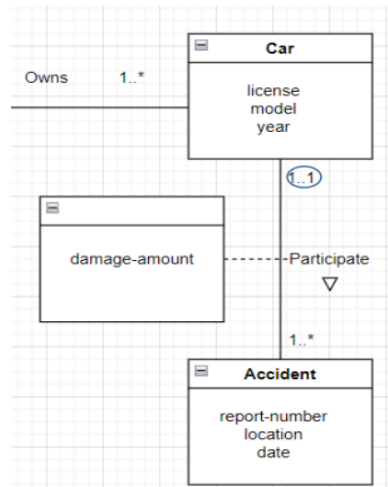 Car
Owns 1..*
license
model
year
1..1
damage-amount
Participate
1..*
Accident
report-number
location
date